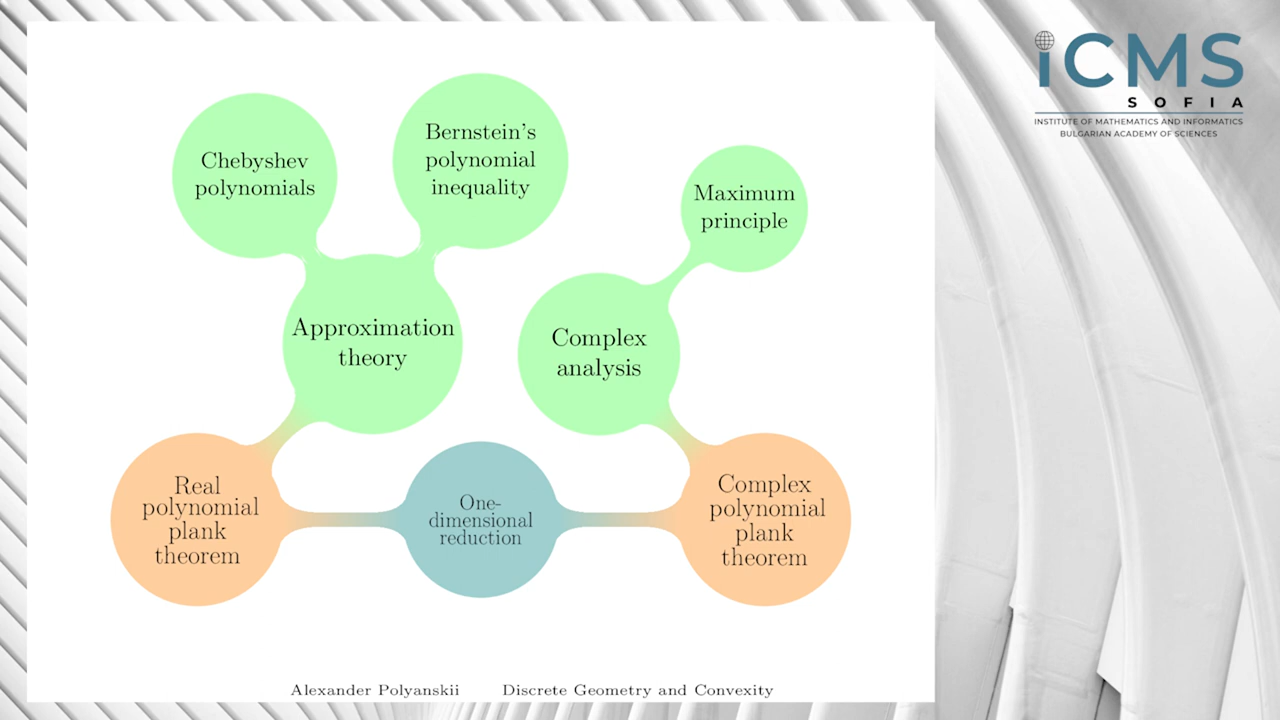 iCMS
SOFIA
INSTITUTE OF MATHEMATICS AND INFORMATICS
BULGARIAN ACADEMY OF SCIENCES
Chebyshev
polynomials
Bernstein's
polynomial
inequality
Maximum
principle
Approximation
theory
Complex
analysis
Real
polynomial
plank
theorem
One-
dimensional
reduction
Complex
polynomial
plank
theorem
Alexander Polyanskii Discrete Geometry and Convexity